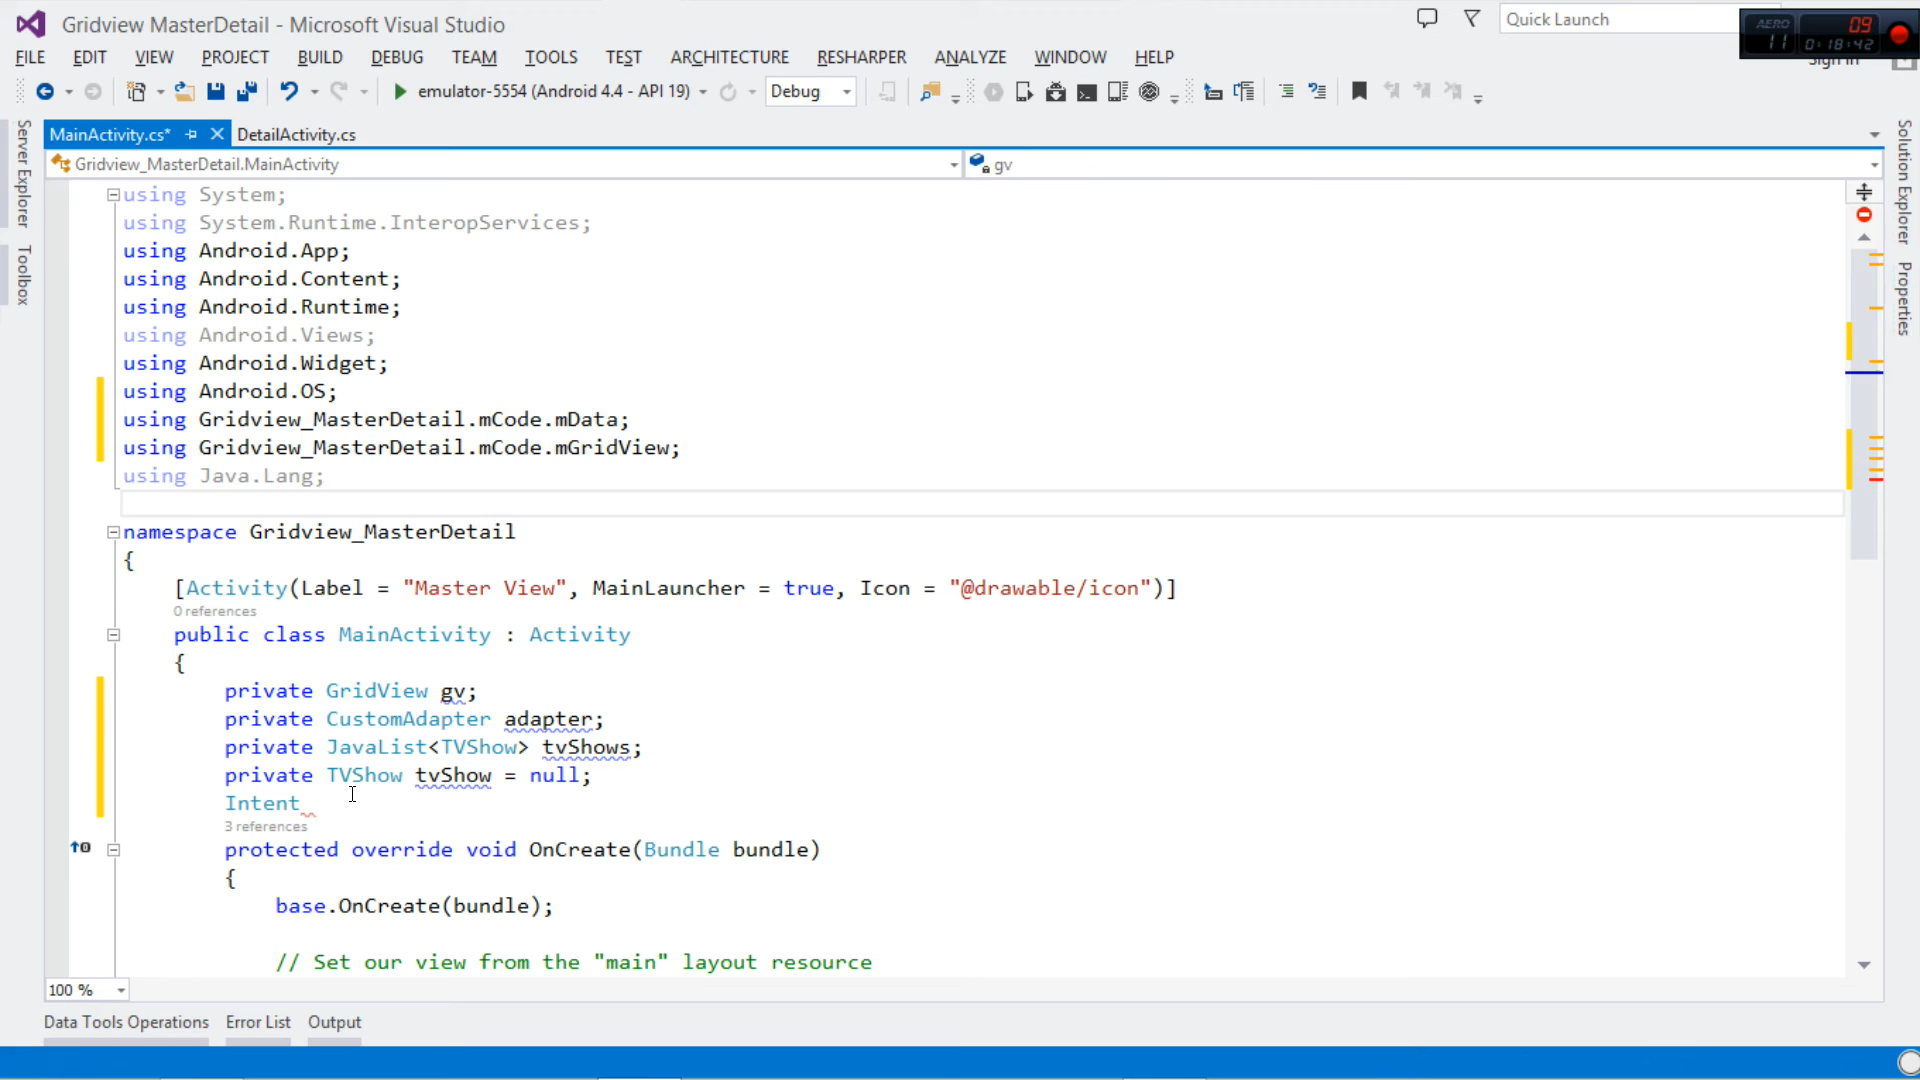 Gridview MasterDetail - Microsoft Visual Studio
Quick Launch
AERO
11
09
0:18:42
FILE EDIT VIEW PROJECT BUILD DEBUG TEAM TOOLS TEST ARCHITECTURE RESHARPER ANALYZE WINDOW HELP
emulator-5554 (Android 4.4 - API 19)
Debug
Server Explorer
Toolbox
Solution Explorer
Properties
MainActivity.cs*
DetailActivity.cs
Gridview_MasterDetail.MainActivity
gv
using System;
using System.Runtime.InteropServices;
using Android.App;
using Android.Content;
using Android.Runtime;
using Android.Views;
using Android.Widget;
using Android.OS;
using Gridview_MasterDetail.mCode.mData;
using Gridview_MasterDetail.mCode.mGridView;
using Java.Lang;
namespace Gridview_MasterDetail
{
[Activity(Label = "Master View", MainLauncher = true, Icon = "@drawable/icon")]
0 references
public class MainActivity : Activity
{
private GridView gv;
private CustomAdapter adapter;
private JavaList<TVShow> tvShows;
private TVShow tvShow = null;
Intent
3 references
protected override void OnCreate(Bundle bundle)
{
base.OnCreate(bundle);
// Set our view from the "main" layout resource
100 %
Data Tools Operations Error List Output